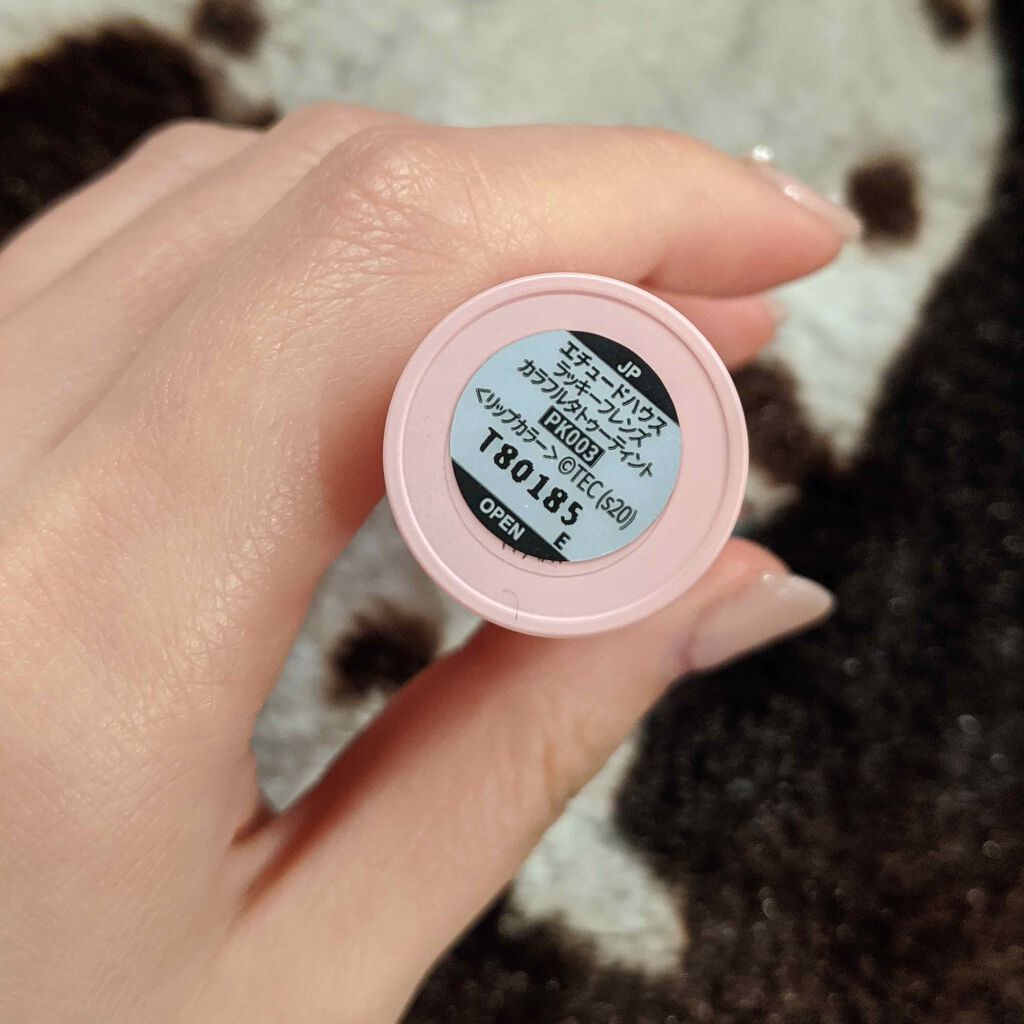 JP
エチュードハウス
ラッキーフレンズ
カラフルタトゥーティント
PK003
<リップカラー> ©TEC (s20)
T80185
OPEN E